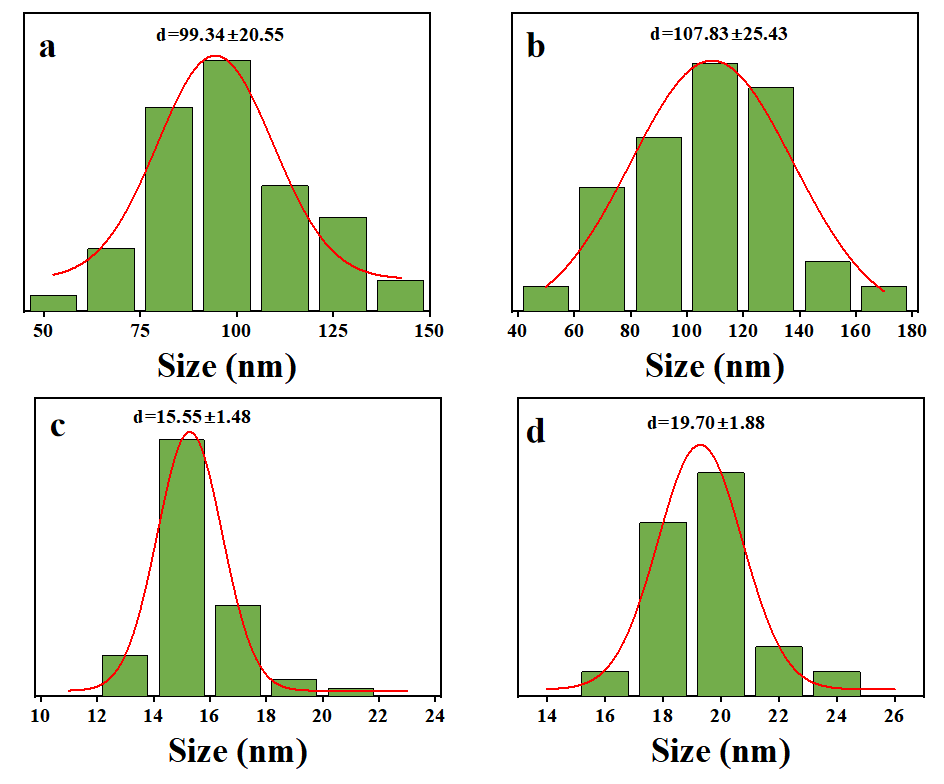 a
d=99.34±20.55
50 75 100 125 150
Size (nm)
b
d=107.83±25.43
40 60 80 100 120 140 160 180
Size (nm)
c
d=15.55±1.48
10 12 14 16 18 20 22 24
Size (nm)
d
d=19.70±1.88
14 16 18 20 22 24 26
Size (nm)